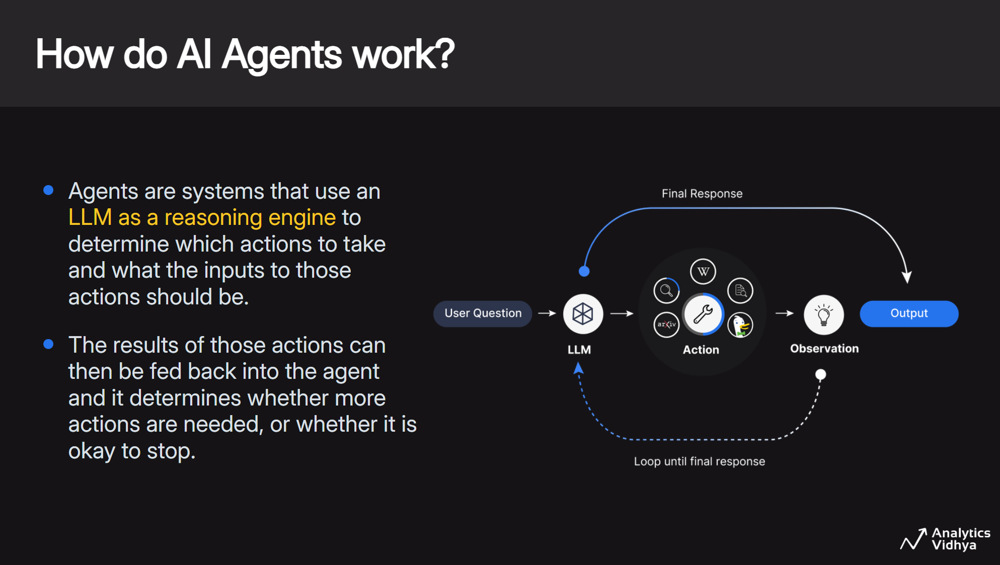 How do AI Agents work?
Agents are systems that use an
LLM as a reasoning engine to
determine which actions to take
and what the inputs to those
actions should be.
The results of those actions can
then be fed back into the agent
and it determines whether more
actions are needed, or whether it is
okay to stop.
Final Response
W
arXiv
User Question
Output
LLM
Action
Observation
Loop until final response
Analytics
Vidhya